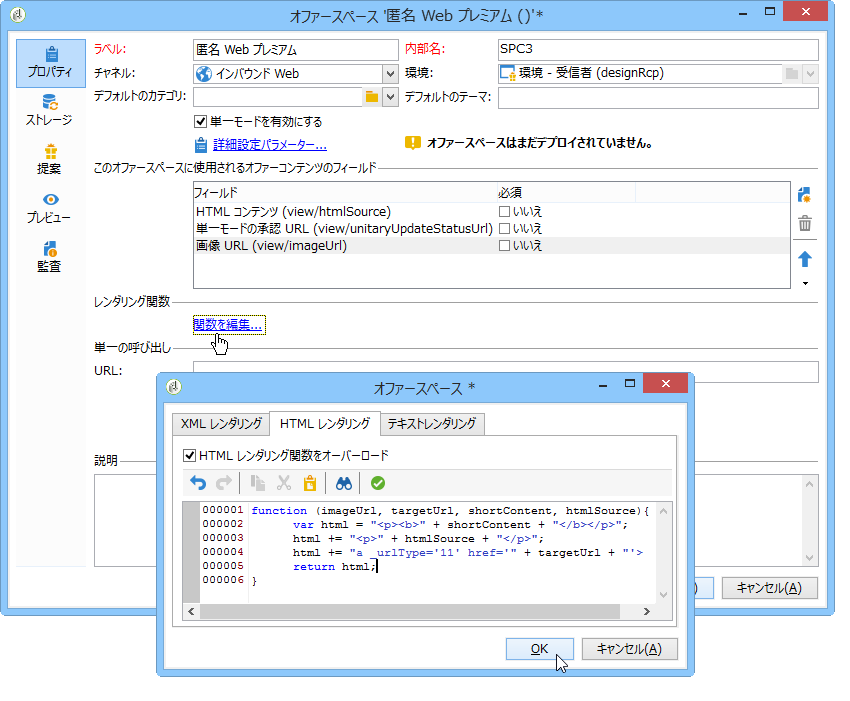 オファースペース '匿名 Web プレミアム ()'*
プロパティ
ストレージ
提案
プレビュー
監査
ラベル:
匿名 Web プレミアム
内部名:
SPC3
チャネル:
インバウンド Web
環境:
環境 - 受信者 (designRcp)
デフォルトのカテゴリ:
デフォルトのテーマ:
単一モードを有効にする
詳細設定パラメーター...
オファースペースはまだデプロイされていません。
このオファースペースに使用されるオファーコンテンツのフィールド
フィールド 必須
HTML コンテンツ (view/htmlSource) いいえ
単一モードの承認 URL (view/unitaryUpdateStatusUrl) いいえ
画像 URL (view/imageUrl) いいえ
レンダリング関数
関数を編集...
単一の呼び出し
URL:
説明
)
キャンセル(A)
オファースペース *
XML レンダリング
HTML レンダリング
テキストレンダリング
HTML レンダリング関数をオーバーロード
000001 function (imageUrl, targetUrl, shortContent, htmlSource){
000002 var html = "<p><b>" + shortContent + "</b></p>";
000003 html += "<p>" + htmlSource + "</p>";
000004 html += "a _urlType='11' href='" + targetUrl + "'>
000005 return html;
000006 }
OK
キャンセル(A)